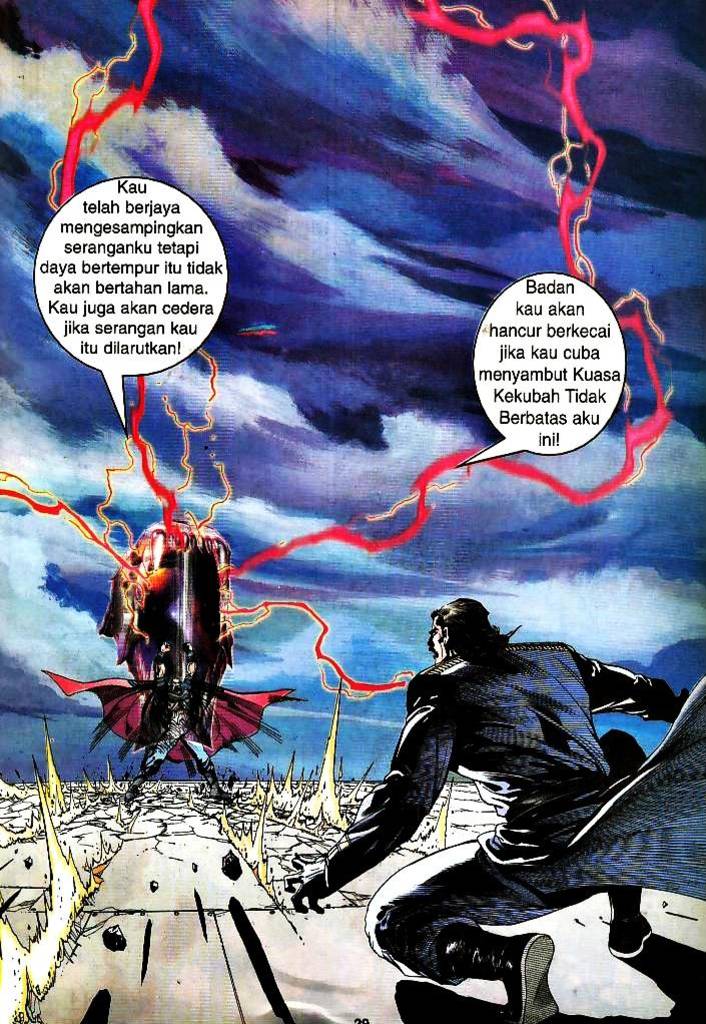 Kau
telah berjaya
mengesampingkan
seranganku tetapi
daya bertempur itu tidak
akan bertahan lama.
Kau juga akan cedera
jika serangan kau
itu dilarutkan!
Badan
kau akan
hancur berkecai
jika kau cuba
menyambut Kuasa
Kekubah Tidak
Berbatas aku
ini!
29